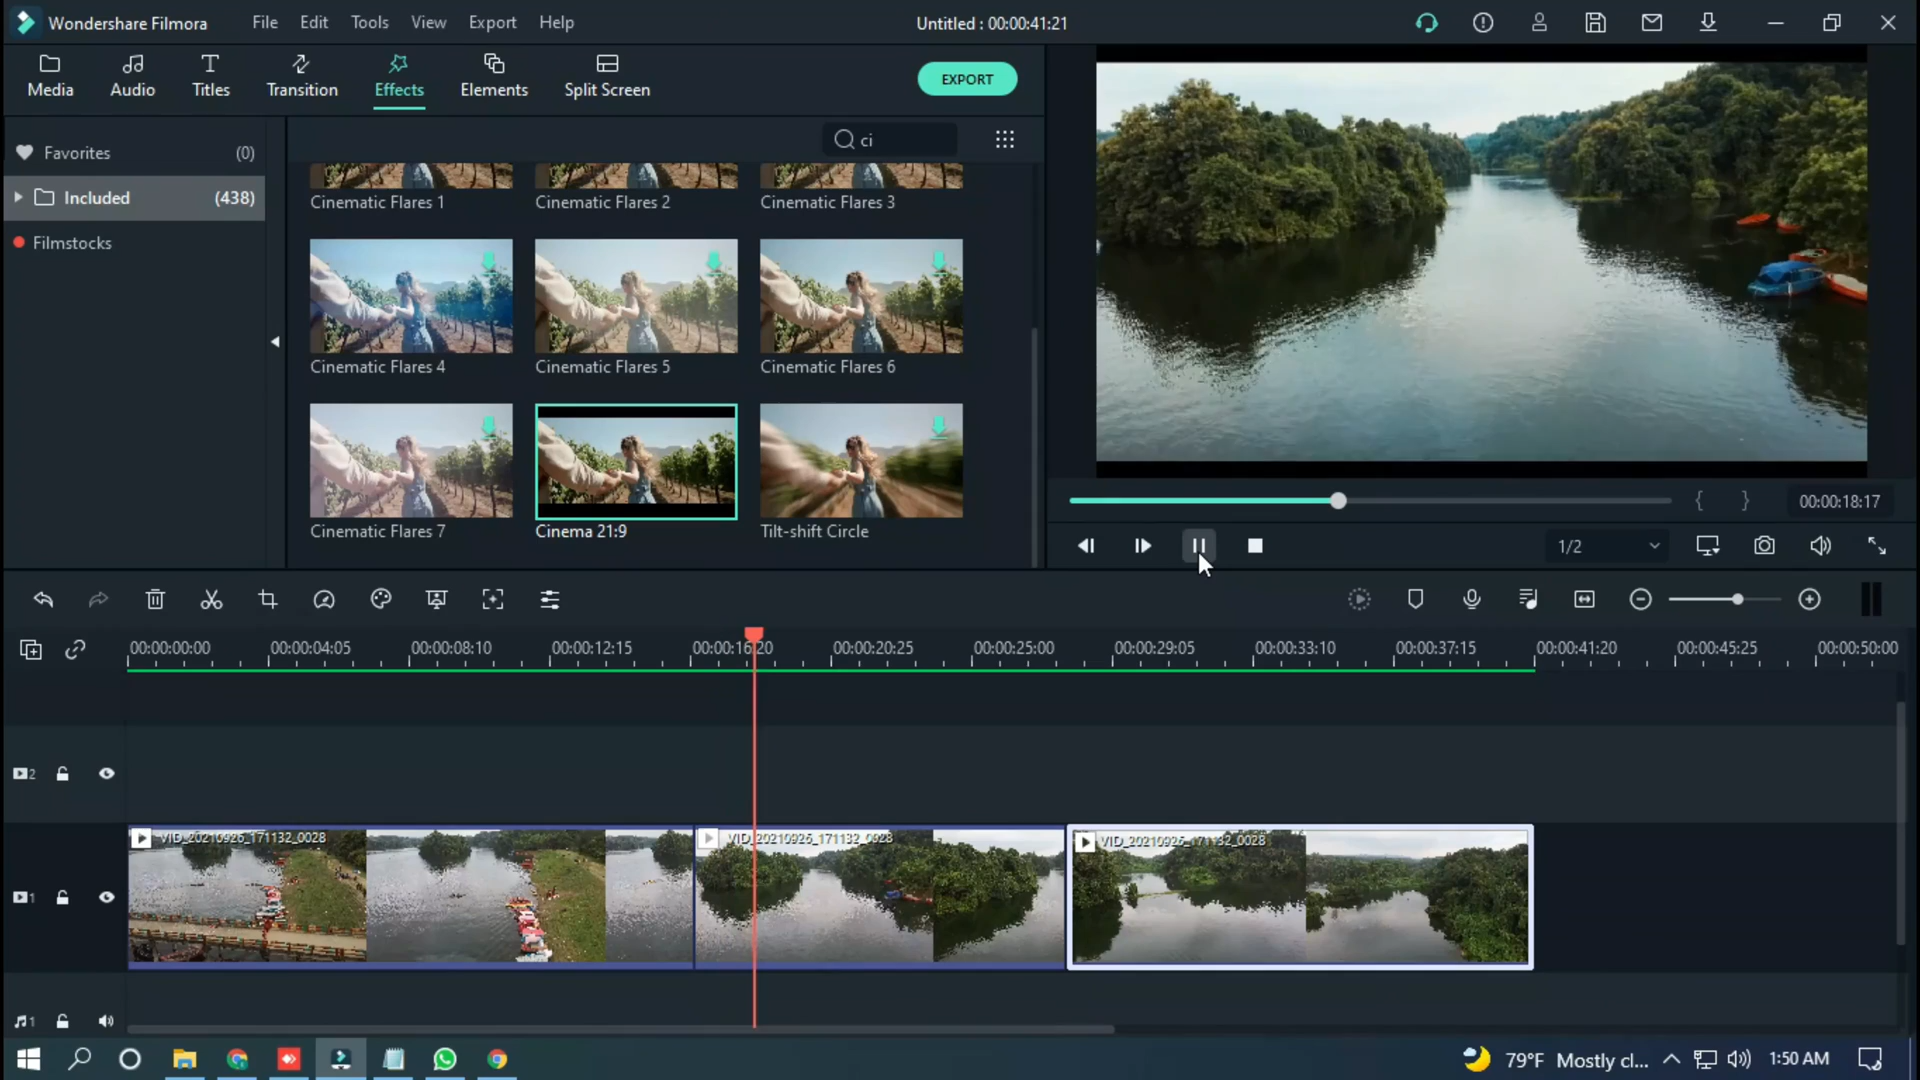 Wondershare Filmora File Edit Tools View Export Help Untitled : 00:00:41:21
Media Audio Titles Transition Effects Elements Split Screen EXPORT
Favorites (0)
ci
Included (438)
Filmstocks
Cinematic Flares 1 Cinematic Flares 2 Cinematic Flares 3
Cinematic Flares 4 Cinematic Flares 5 Cinematic Flares 6
Cinematic Flares 7 Cinema 21:9 Tilt-shift Circle
{ } 00:00:18:17
1/2
00:00:00:00 00:00:04:05 00:00:08:10 00:00:12:15 00:00:16:20 00:00:20:25 00:00:25:00 00:00:29:05 00:00:33:10 00:00:37:15 00:00:41:20 00:00:45:25 00:00:50:00
2
VID_20210926_171132_0028 VID_20210926_171132_0028 VID_20210926_171132_0028
1
1
79°F Mostly cl... 1:50 AM